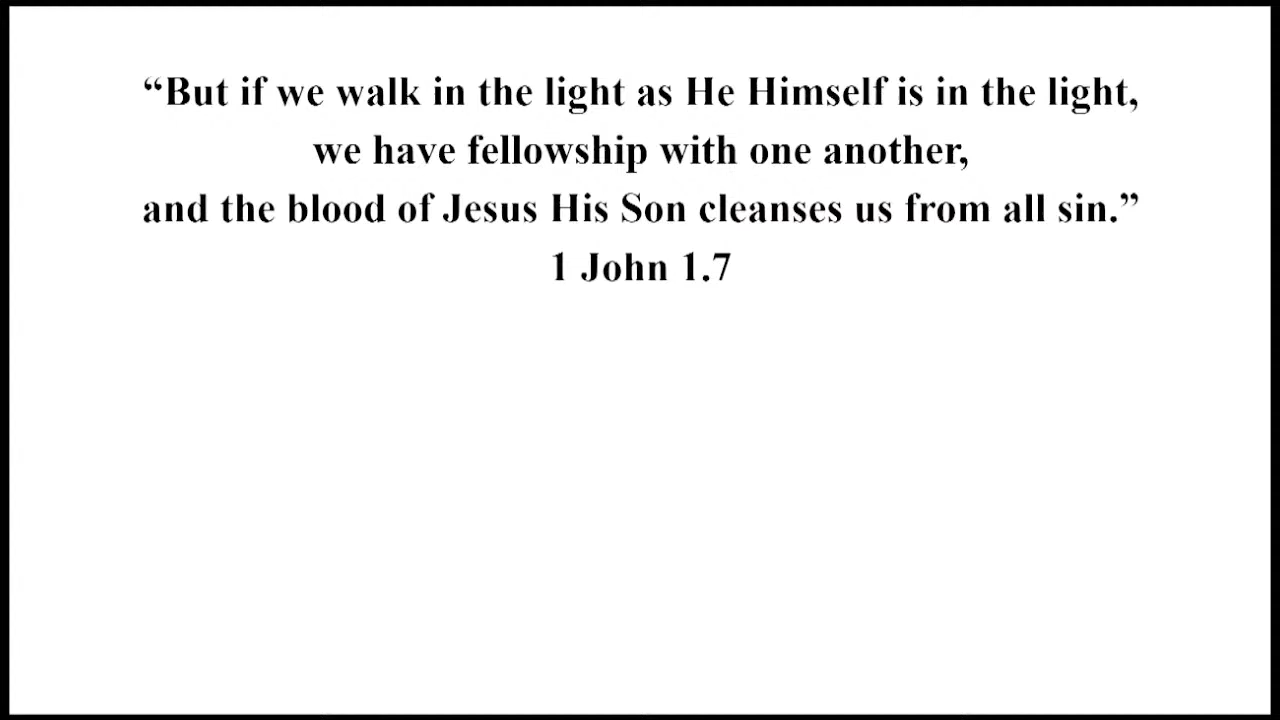 “But if we walk in the light as He Himself is in the light,
we have fellowship with one another,
and the blood of Jesus His Son cleanses us from all sin.”
1 John 1.7